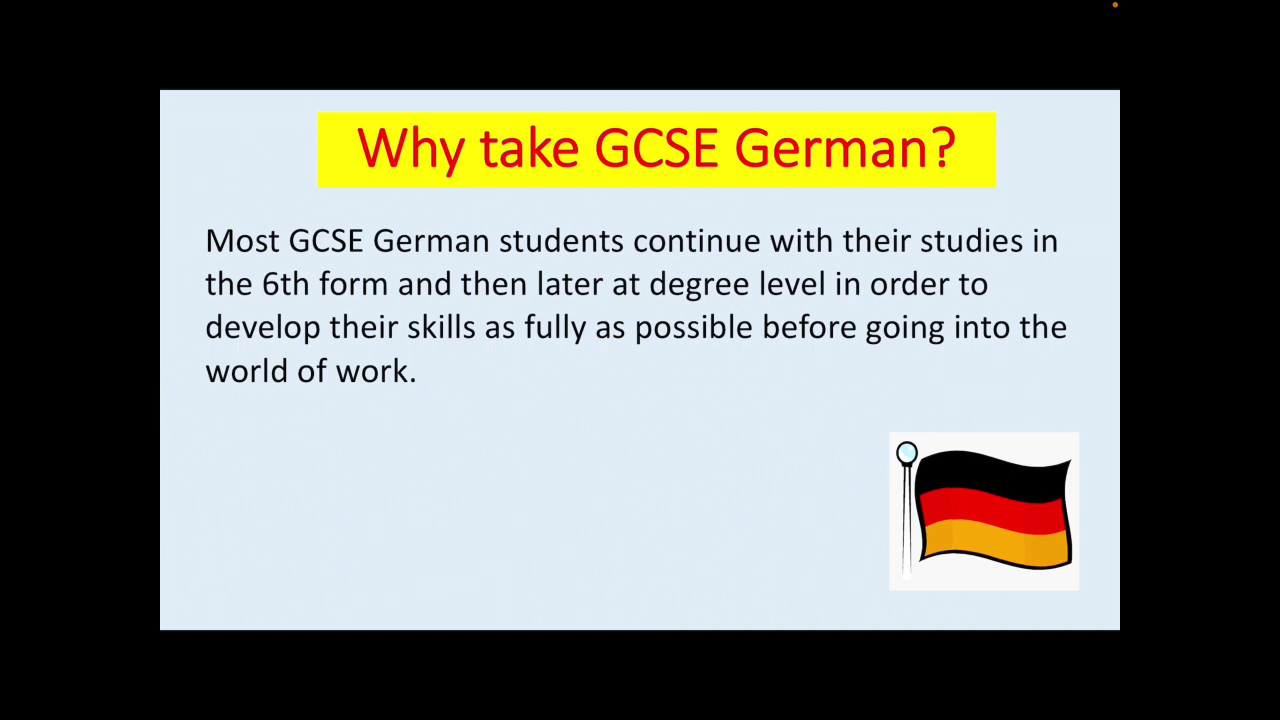 Why take GCSE German?
Most GCSE German students continue with their studies in
the 6th form and then later at degree level in order to
develop their skills as fully as possible before going into the
world of work.